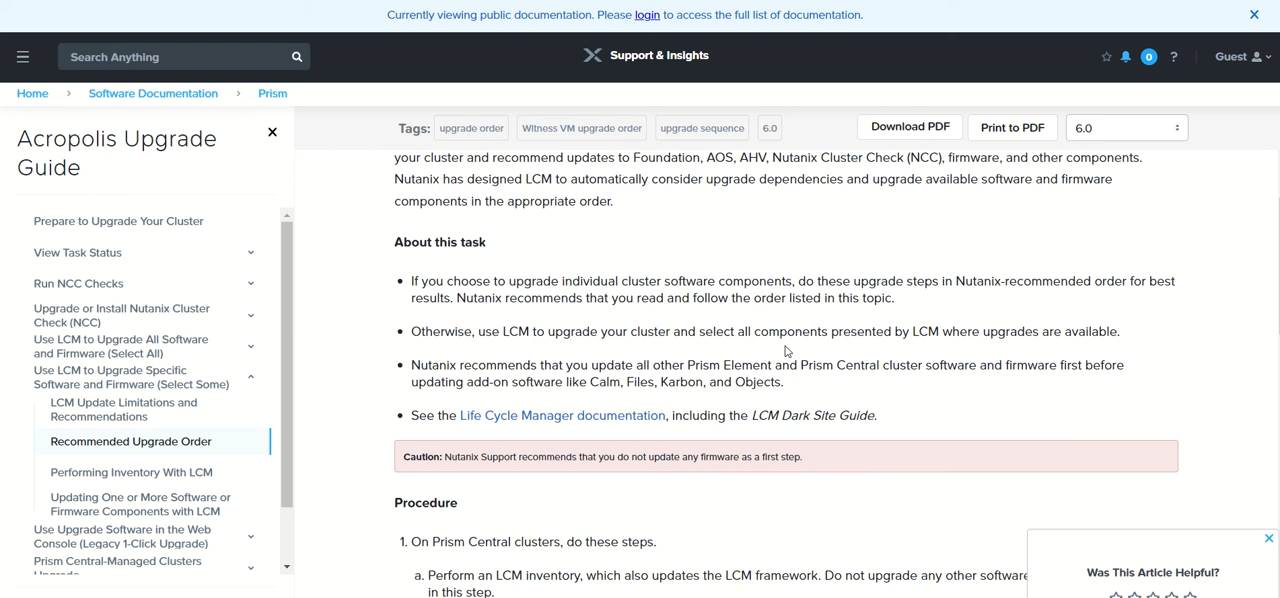 Currently viewing public documentation. Please login to access the full list of documentation.
Search Anything
Support & Insights
0
?
Guest
Home > Software Documentation > Prism
Acropolis Upgrade
Guide
Prepare to Upgrade Your Cluster
View Task Status
Run NCC Checks
Upgrade or Install Nutanix Cluster
Check (NCC)
Use LCM to Upgrade All Software
and Firmware (Select All)
Use LCM to Upgrade Specific
Software and Firmware (Select Some)
LCM Update Limitations and
Recommendations
Recommended Upgrade Order
Performing Inventory With LCM
Updating One or More Software or
Firmware Components with LCM
Use Upgrade Software in the Web
Console (Legacy 1-Click Upgrade)
Prism Central-Managed Clusters
Upgrade
Tags: upgrade order Witness VM upgrade order upgrade sequence 6.0
Download PDF
Print to PDF
6.0
your cluster and recommend updates to Foundation, AOS, AHV, Nutanix Cluster Check (NCC), firmware, and other components.
Nutanix has designed LCM to automatically consider upgrade dependencies and upgrade available software and firmware
components in the appropriate order.
About this task
• If you choose to upgrade individual cluster software components, do these upgrade steps in Nutanix-recommended order for best
results. Nutanix recommends that you read and follow the order listed in this topic.
• Otherwise, use LCM to upgrade your cluster and select all components presented by LCM where upgrades are available.
• Nutanix recommends that you update all other Prism Element and Prism Central cluster software and firmware first before
updating add-on software like Calm, Files, Karbon, and Objects.
• See the Life Cycle Manager documentation, including the LCM Dark Site Guide.
Caution: Nutanix Support recommends that you do not update any firmware as a first step.
Procedure
1. On Prism Central clusters, do these steps.
a. Perform an LCM inventory, which also updates the LCM framework. Do not upgrade any other software
in this step.
Was This Article Helpful?